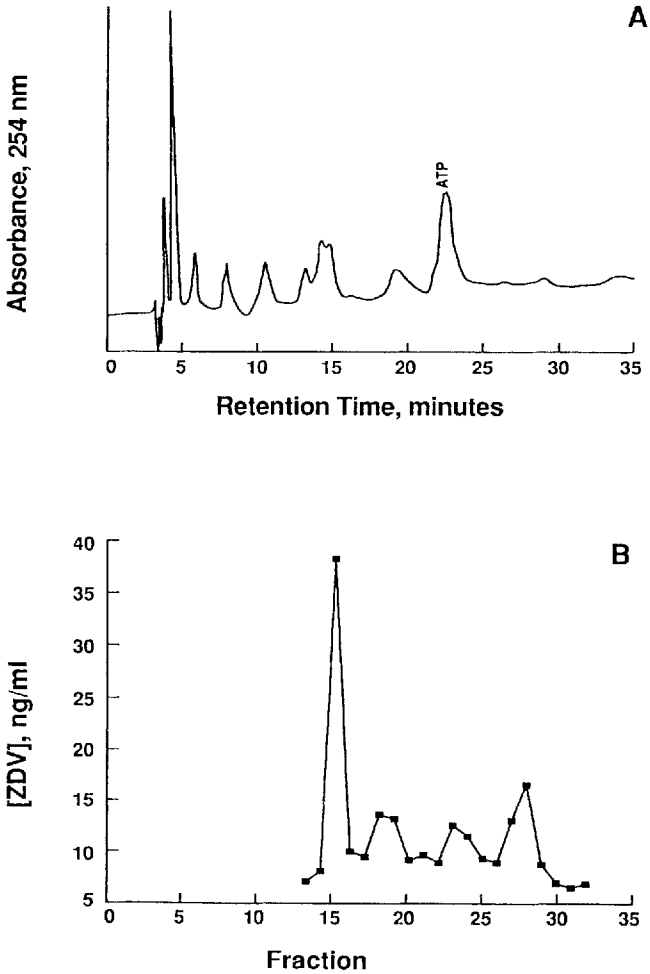 A
Absorbance, 254 nm
ATP
0 5 10 15 20 25 30 35
Retention Time, minutes
B
[ZDV], ng/ml
40
35
30
25
20
15
10
5
0 5 10 15 20 25 30 35
Fraction